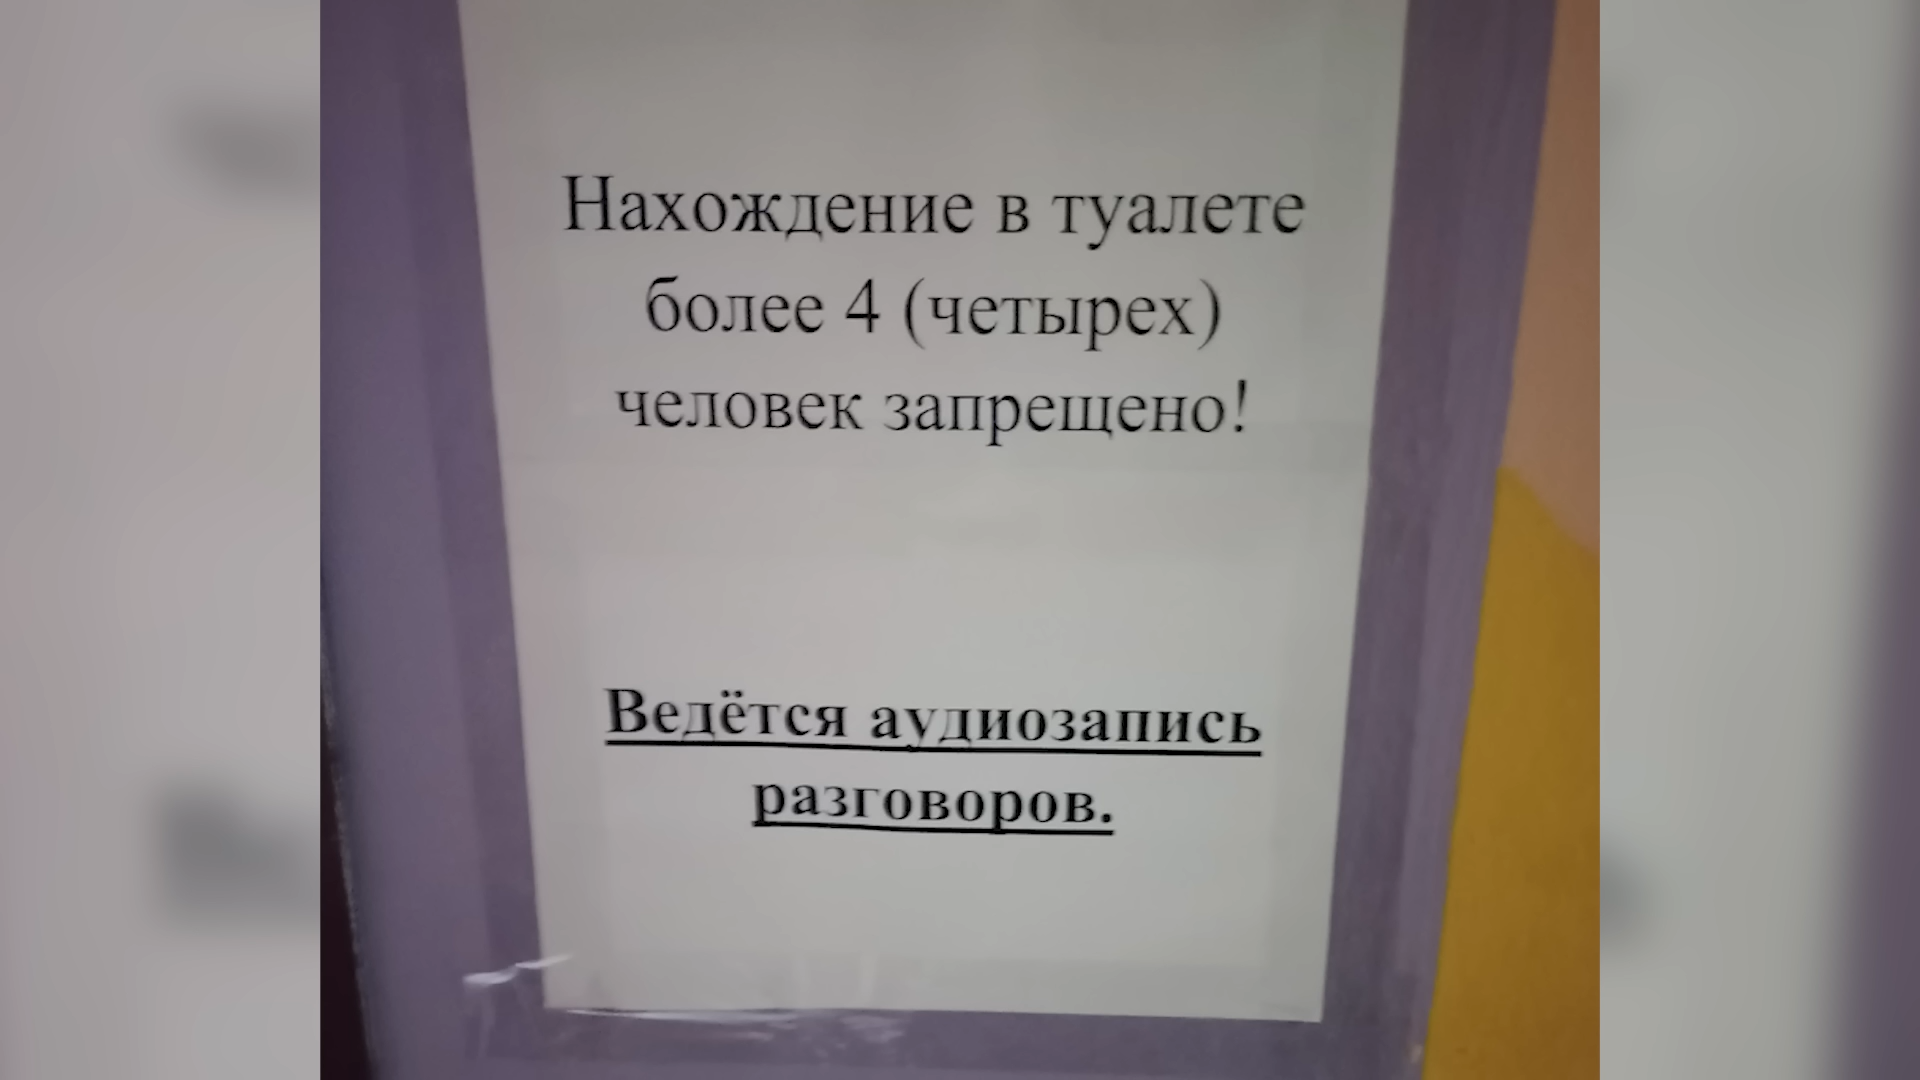 Нахождение в туалете
более 4 (четырех)
человек запрещено!
Ведётся аудиозапись
разговоров.